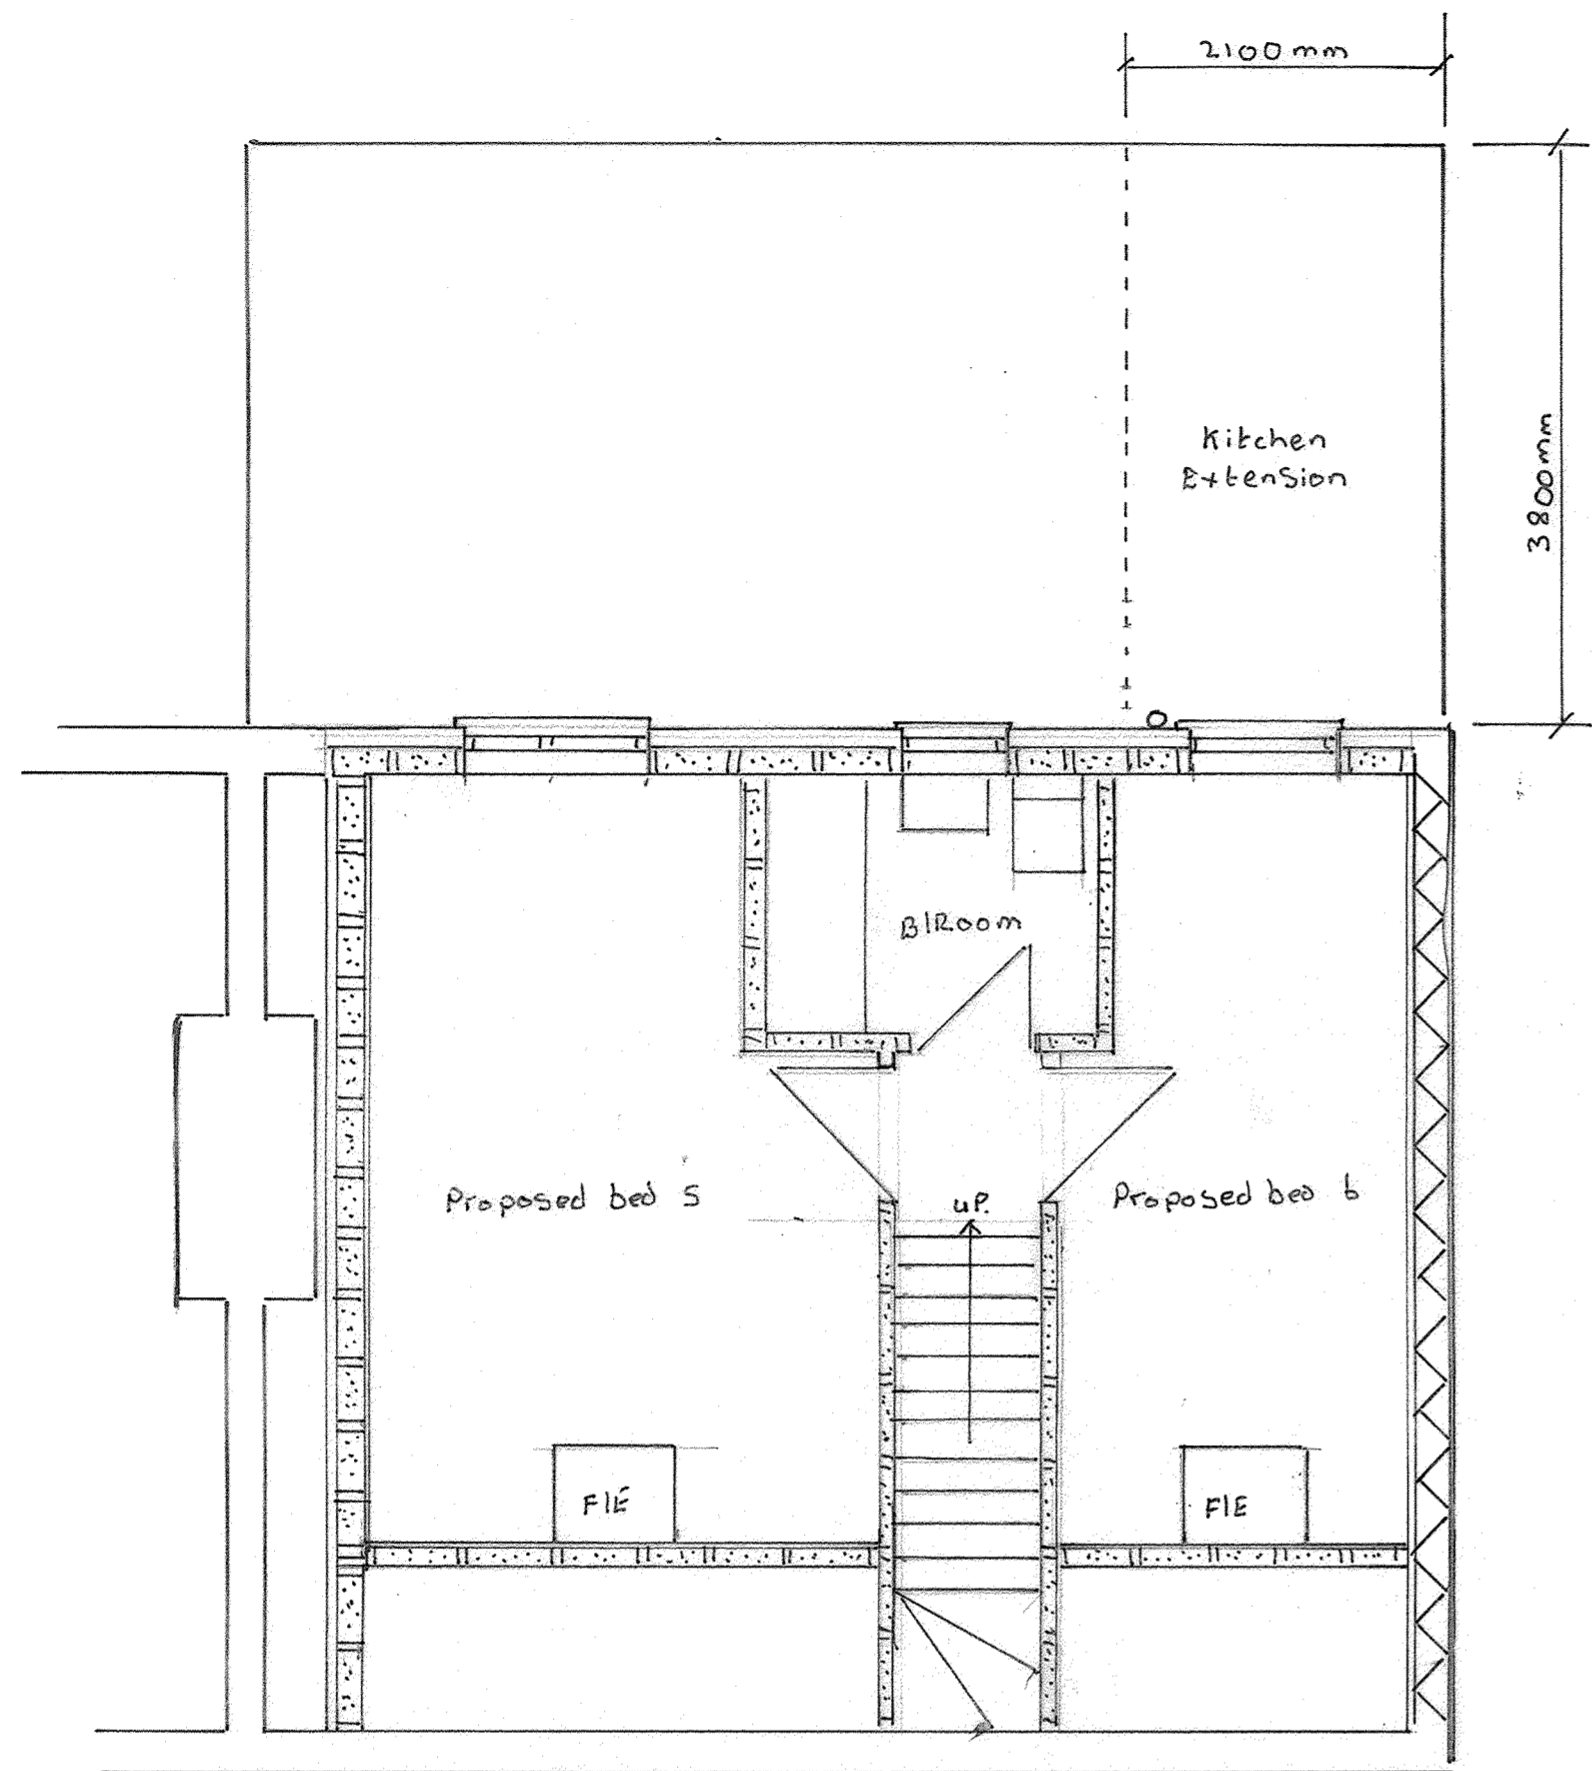 2100mm
Kitchen
Extension
3800mm
B/Room
Proposed bed 5
UP.
Proposed bed 6
F/E
F/E